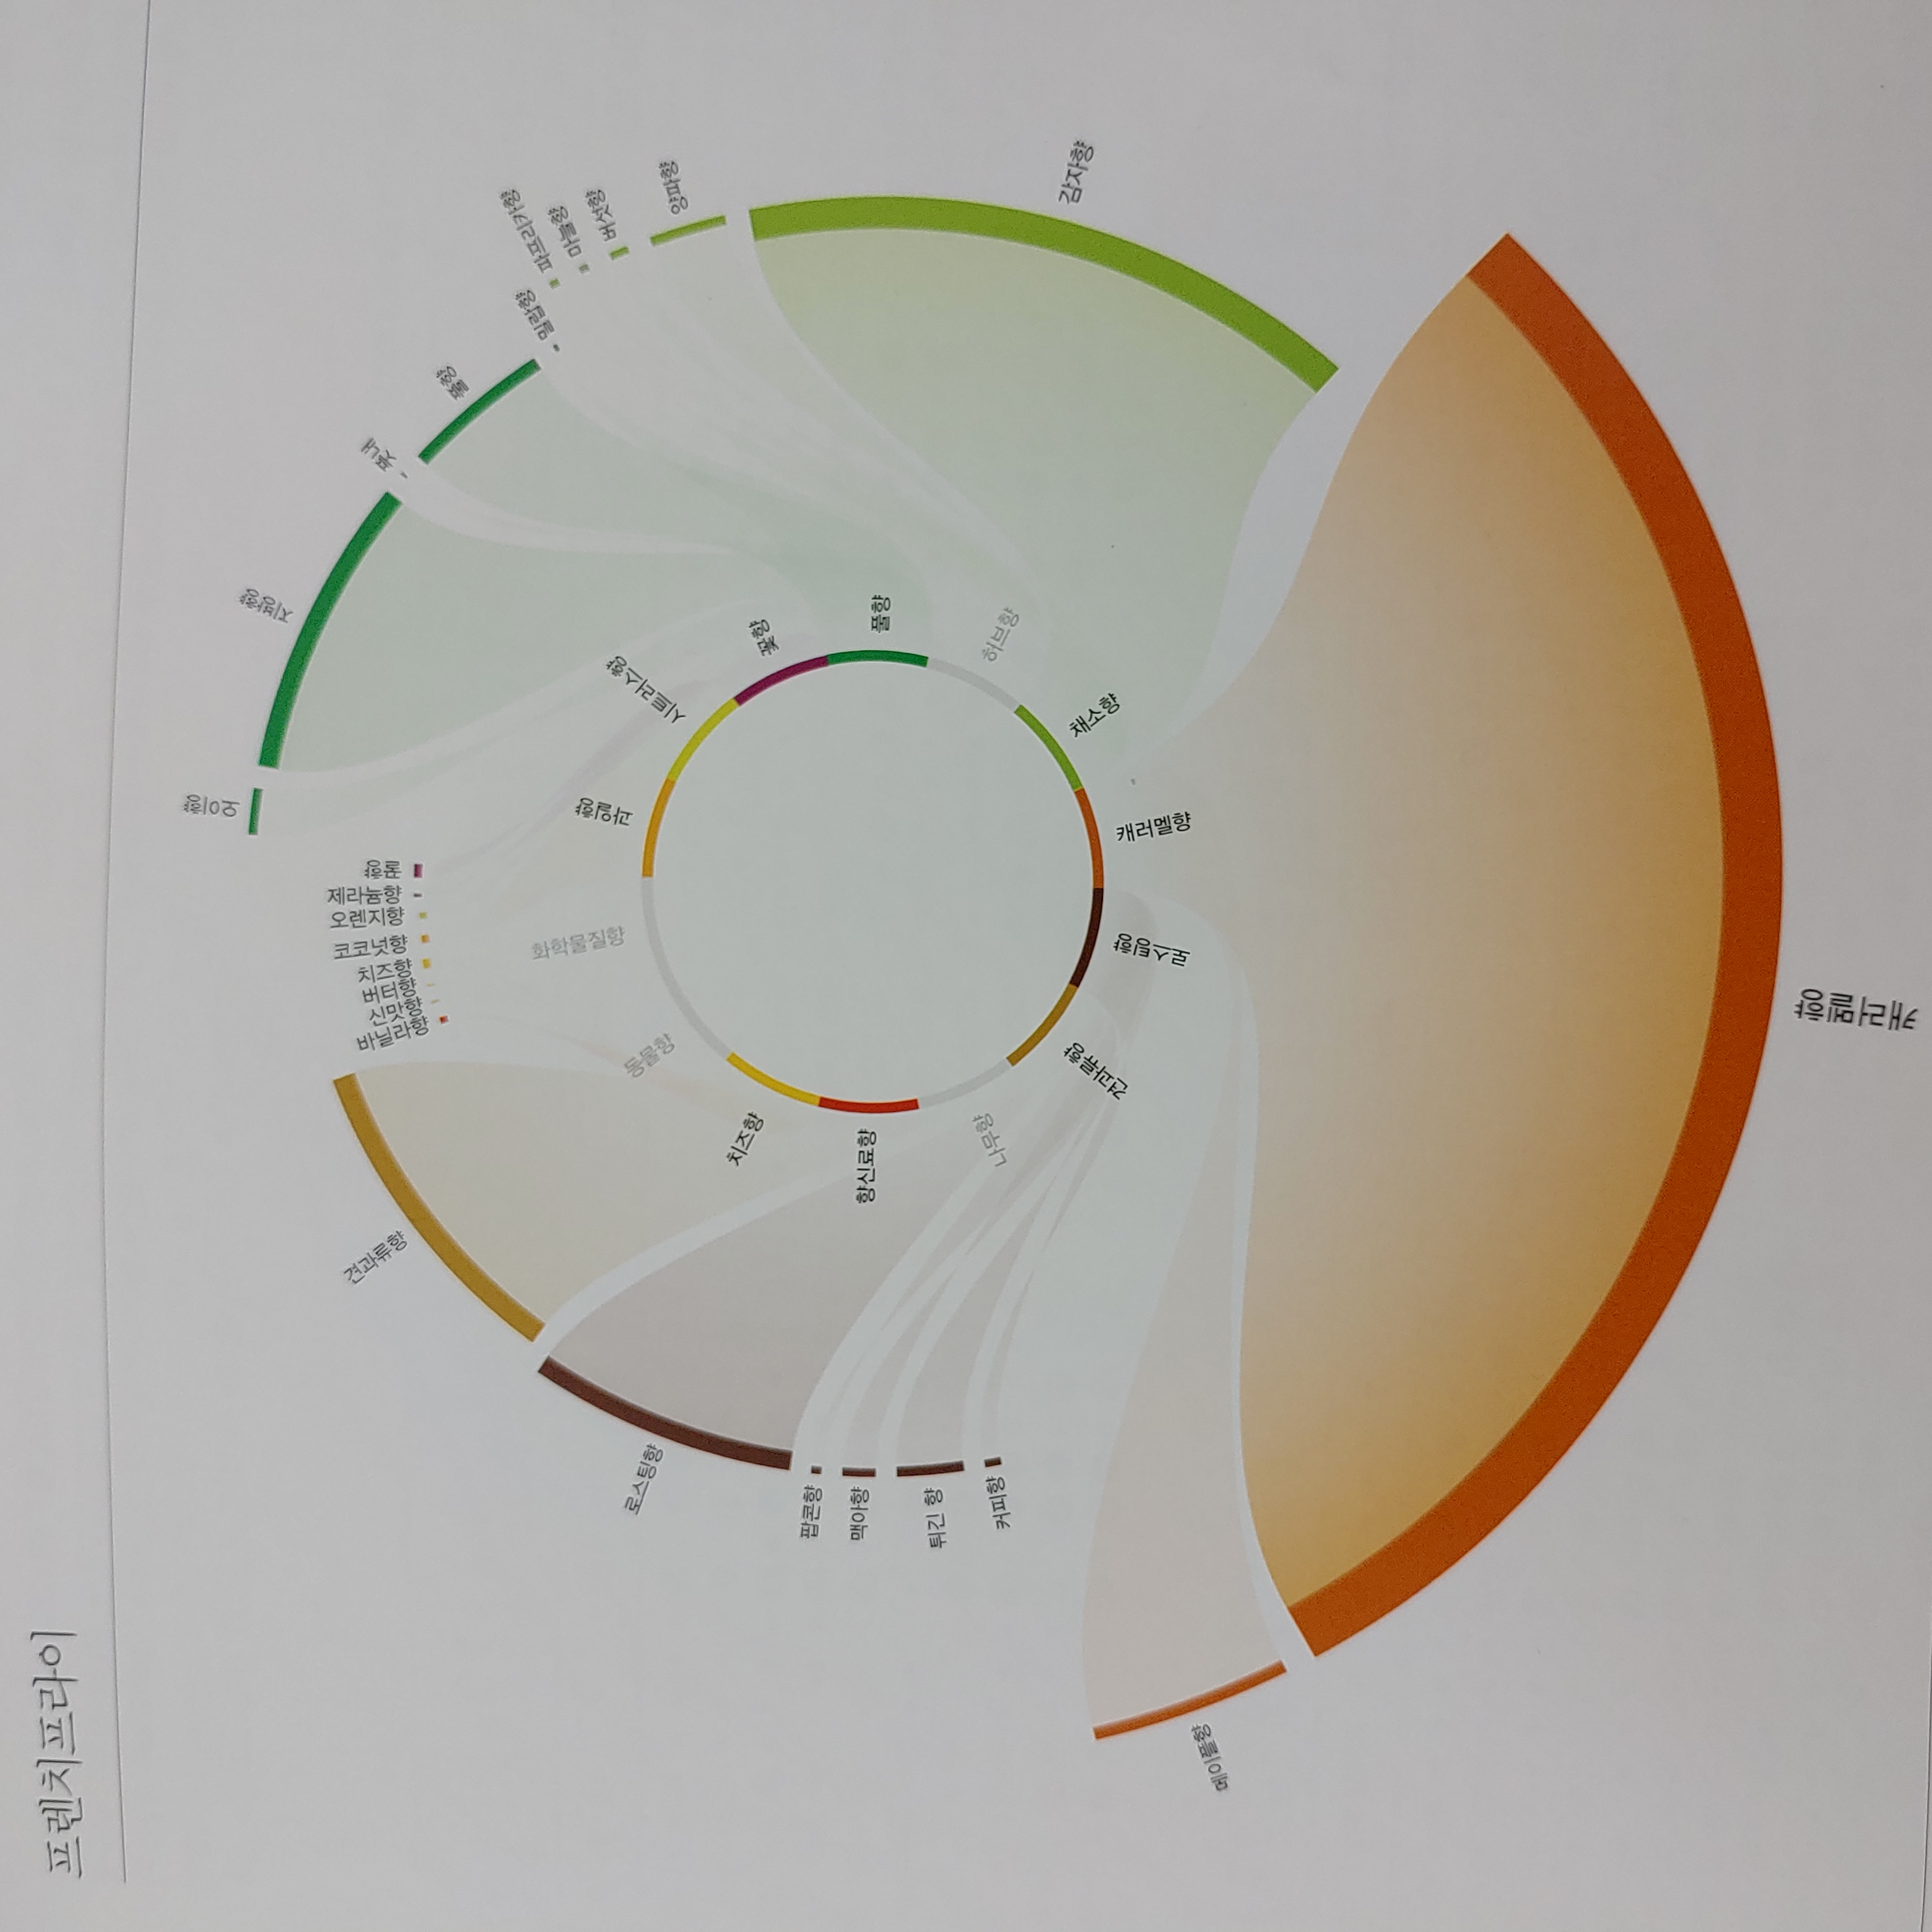 프렌치프라이
오이향
지방향
풋내
풀향
밀랍향
파프리카향
마늘향
버섯향
양파향
감자향
캐러멜향
메이플향
커피향
튀긴 향
맥아향
팝콘향
로스팅향
견과류향
바닐라향
신맛향
버터향
치즈향
코코넛향
오렌지향
제라늄향
화학물질향
과일향
시트러스향
꽃향
풀향
허브향
채소향
캐러멜향
로스팅향
견과류향
나무향
향신료향
치즈향
동물향